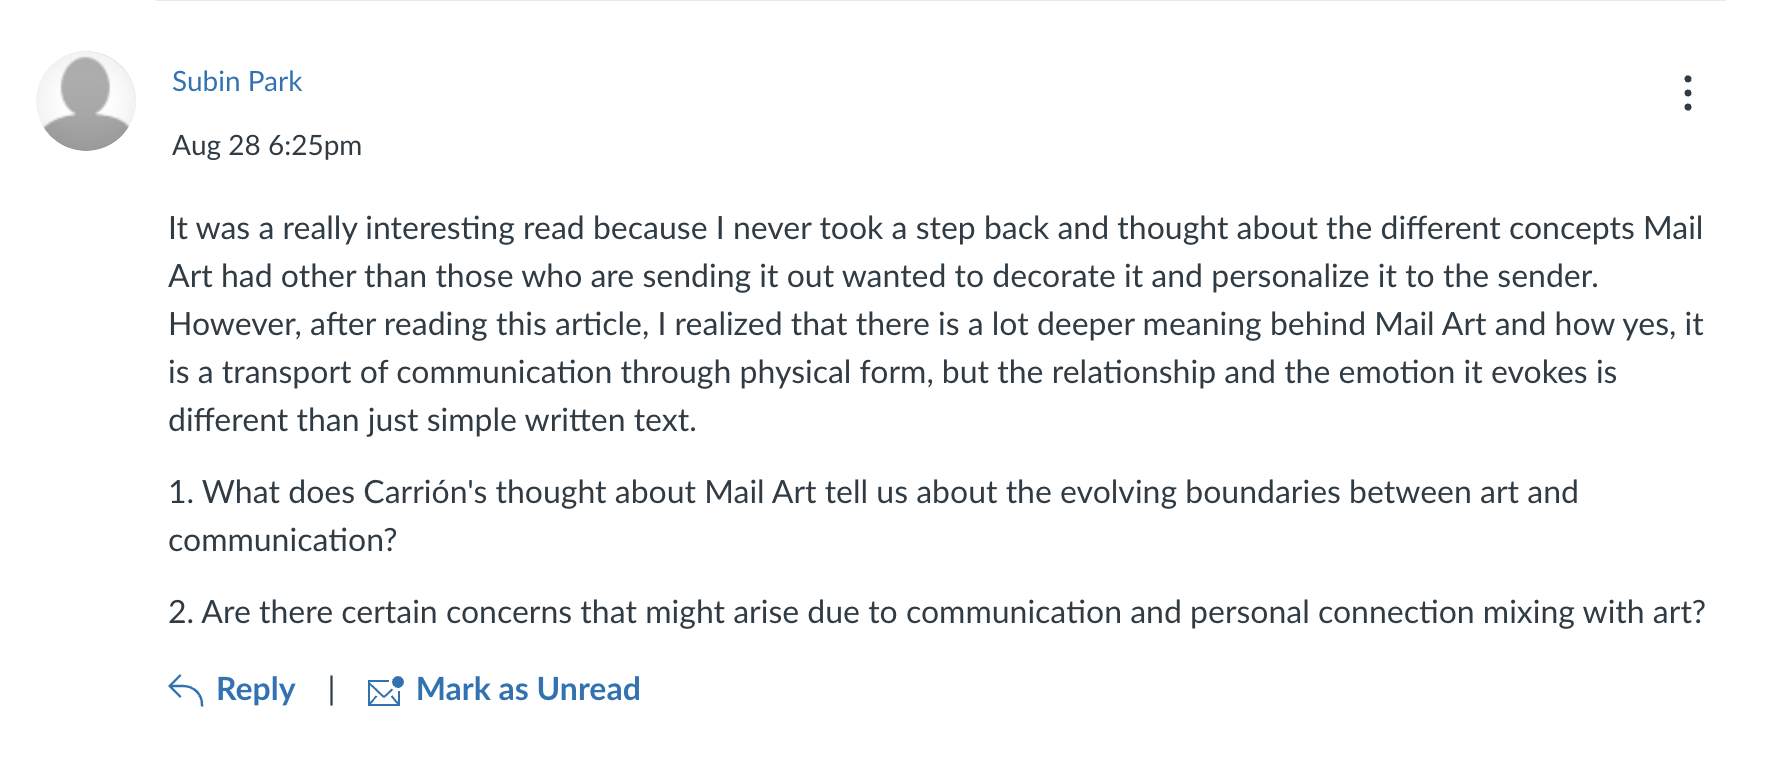 Subin Park
Aug 28 6:25pm
It was a really interesting read because I never took a step back and thought about the different concepts Mail
Art had other than those who are sending it out wanted to decorate it and personalize it to the sender.
However, after reading this article, I realized that there is a lot deeper meaning behind Mail Art and how yes, it
is a transport of communication through physical form, but the relationship and the emotion it evokes is
different than just simple written text.
1. What does Carrión's thought about Mail Art tell us about the evolving boundaries between art and
communication?
2. Are there certain concerns that might arise due to communication and personal connection mixing with art?
Reply | Mark as Unread